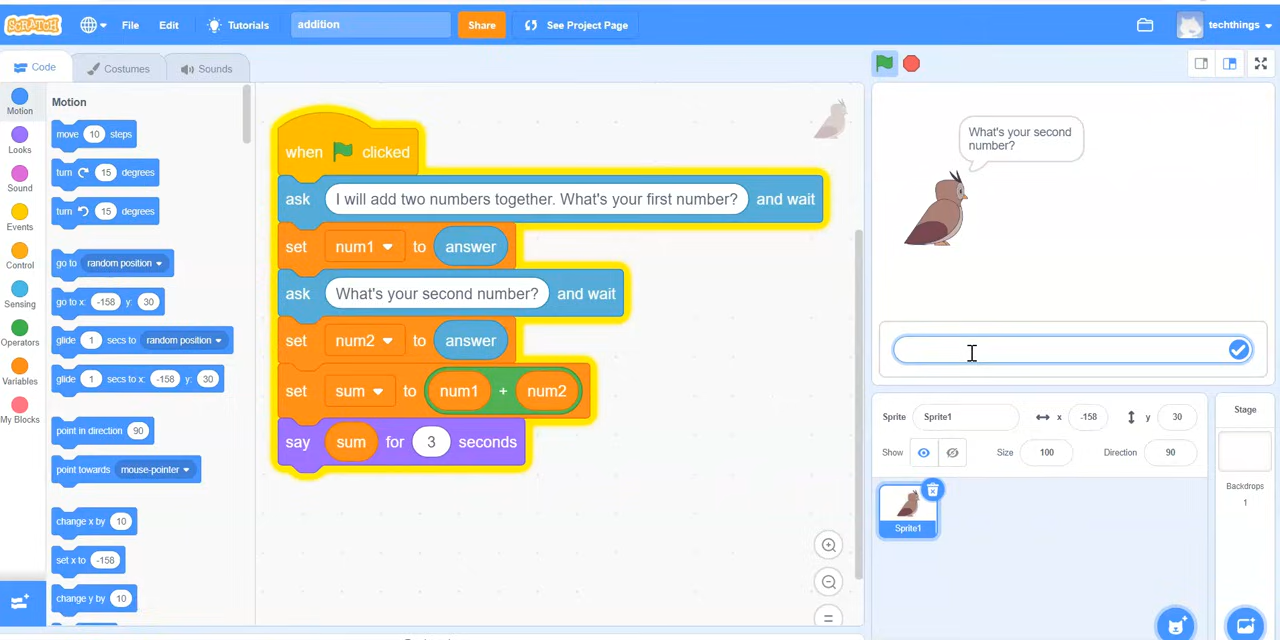 SCRATCH File Edit Tutorials addition Share See Project Page techthings
Code Costumes Sounds
Motion
Looks
Sound
Events
Control
Sensing
Operators
Variables
My Blocks
Motion
move 10 steps
turn 15 degrees
turn 15 degrees
go to random position
go to x: -158 y: 30
glide 1 secs to random position
glide 1 secs to x: -158 y: 30
point in direction 90
point towards mouse-pointer
change x by 10
set x to -158
change y by 10
when clicked
ask I will add two numbers together. What's your first number? and wait
set num1 to answer
ask What's your second number? and wait
set num2 to answer
set sum to num1 + num2
say sum for 3 seconds
What's your second
number?
Sprite Sprite1 x -158 y 30
Show Size 100 Direction 90
Sprite1
Stage
Backdrops
1